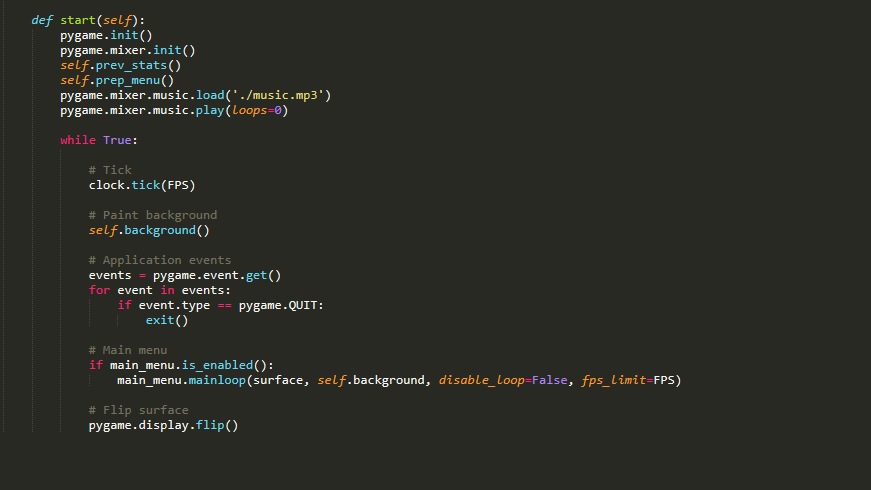 def start(self):
pygame.init()
pygame.mixer.init()
self.prev_stats()
self.prep_menu()
pygame.mixer.music.load('./music.mp3')
pygame.mixer.music.play(loops=0)
while True:
# Tick
clock.tick(FPS)
# Paint background
self.background()
# Application events
events = pygame.event.get()
for event in events:
if event.type == pygame.QUIT:
exit()
# Main menu
if main_menu.is_enabled():
main_menu.mainloop(surface, self.background, disable_loop=False, fps_limit=FPS)
# Flip surface
pygame.display.flip()